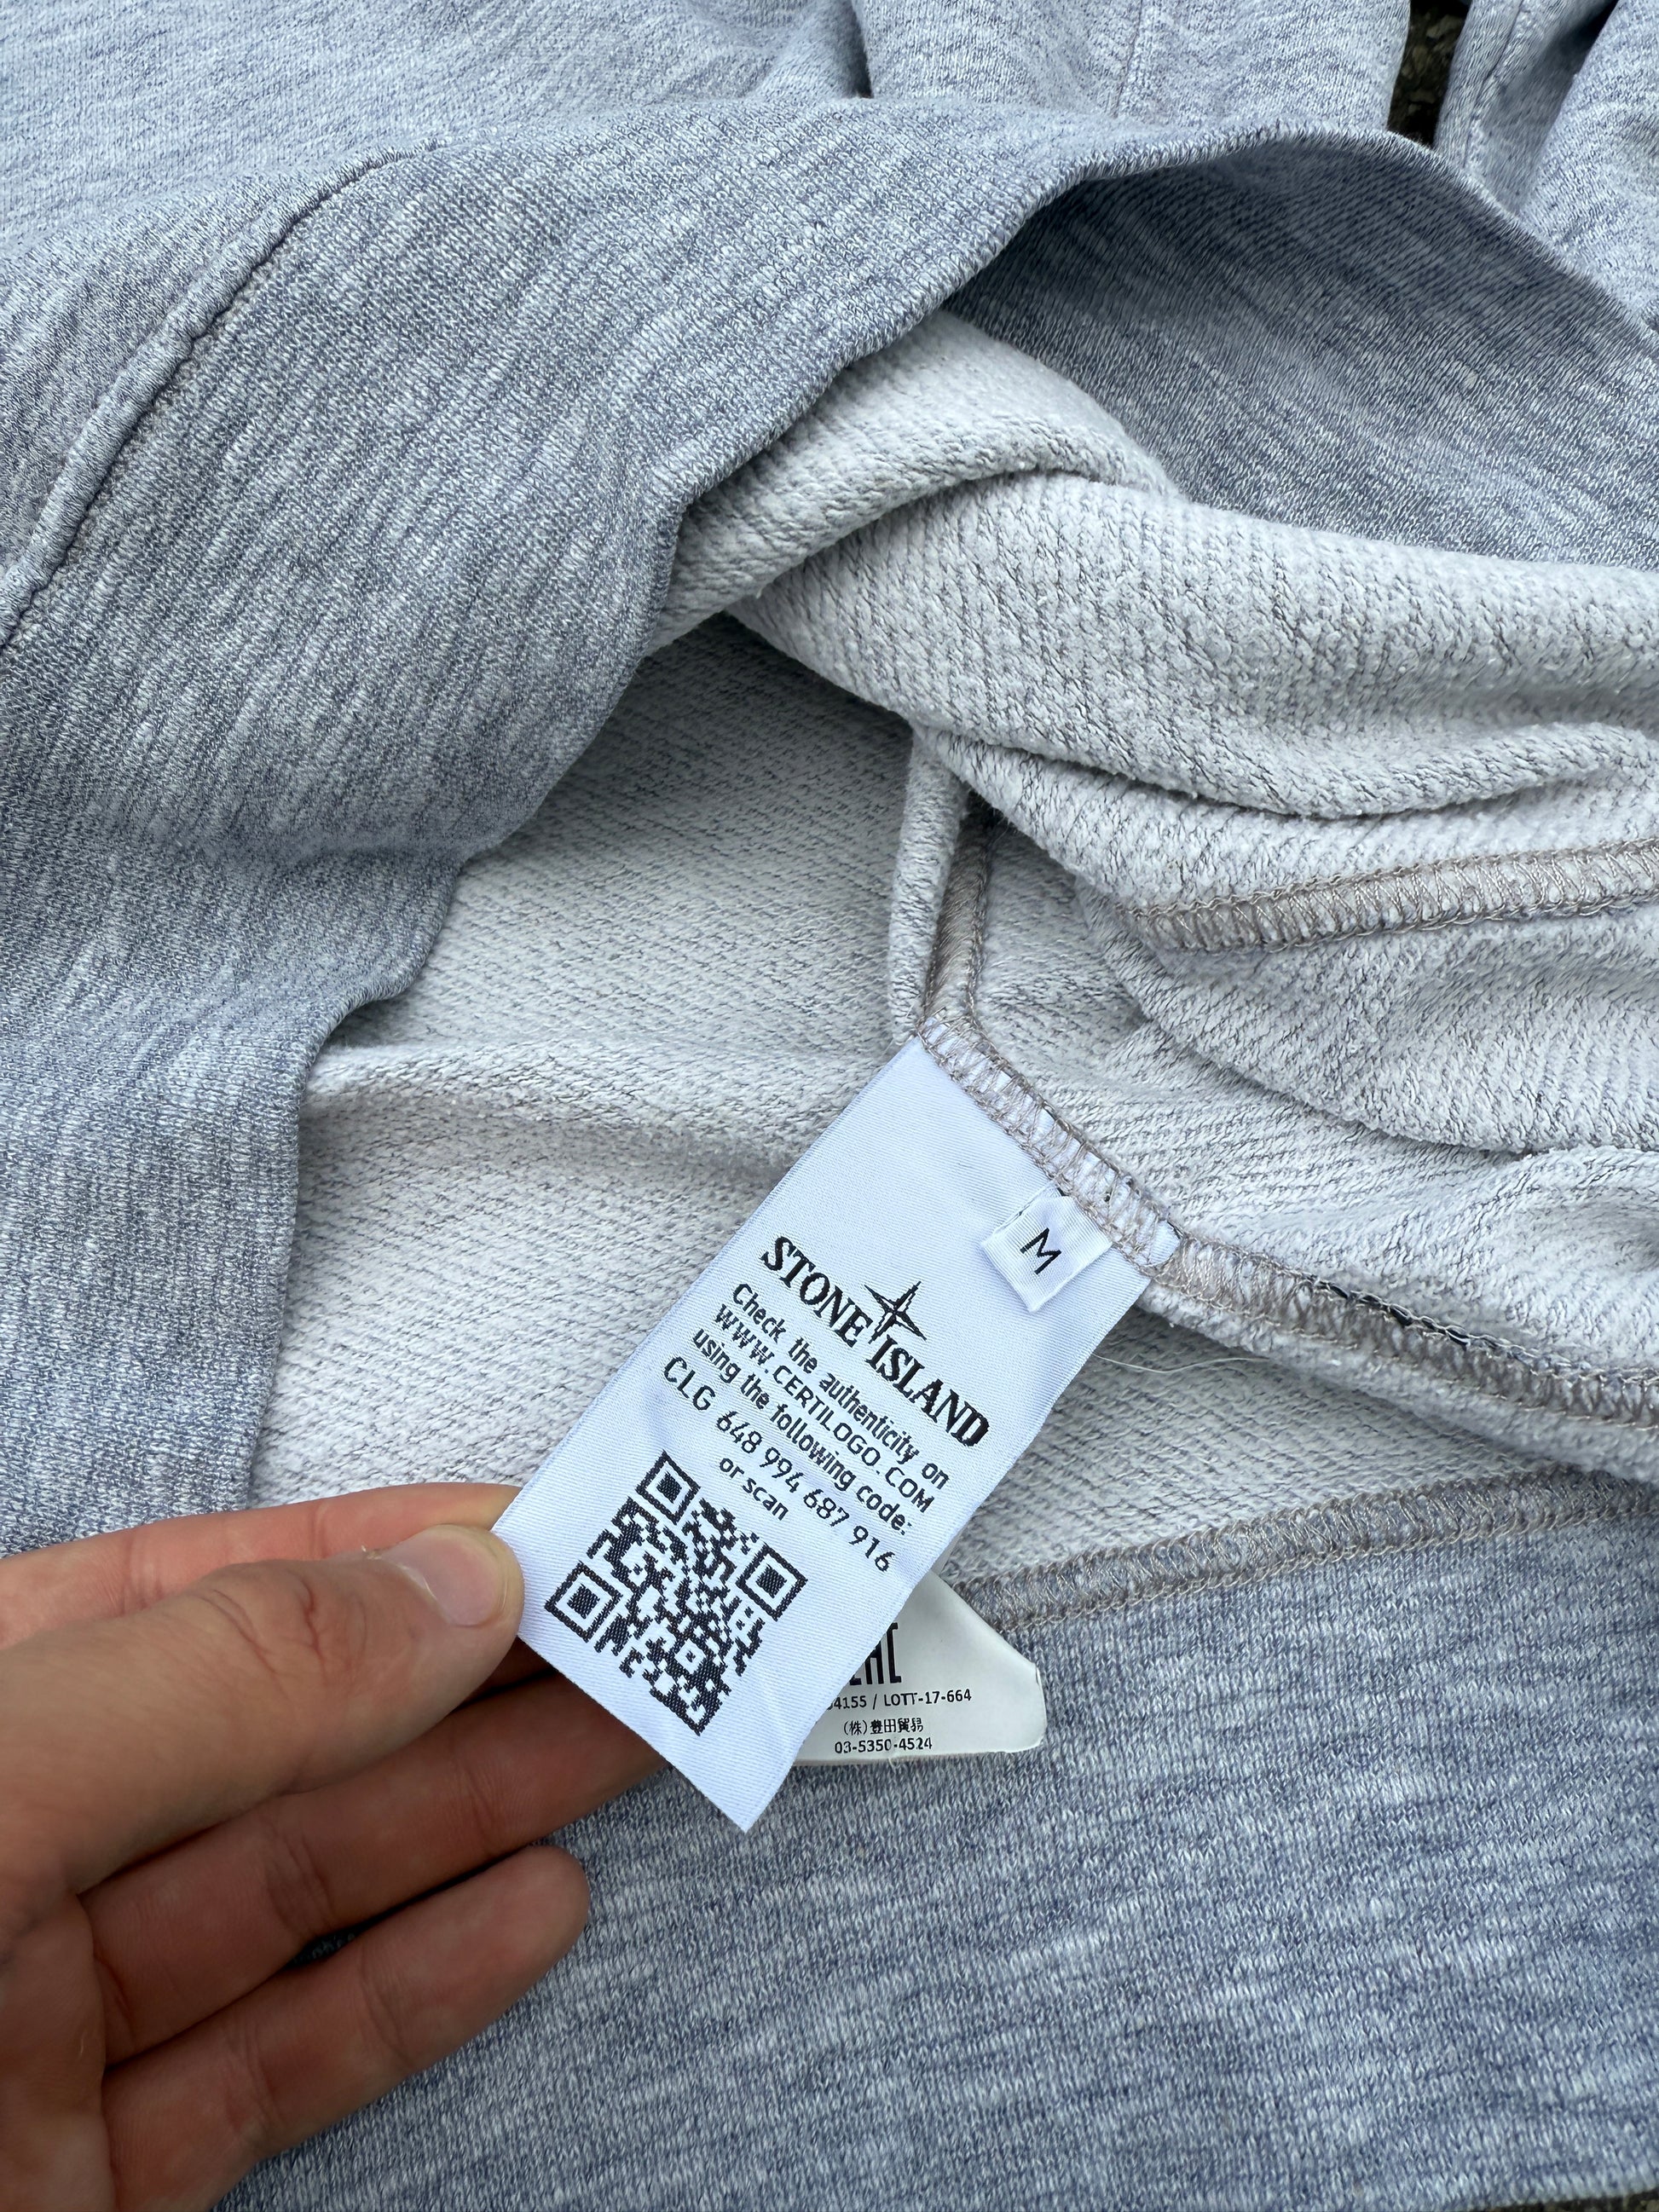 M
STONE ISLAND
Check the authenticity on
WWW.CERTILOGO.COM
using the following code:
CLG 648 994 687 916
or scan
4155 / LOTT-17-664
(株)豊田貿易
03-5350-4524